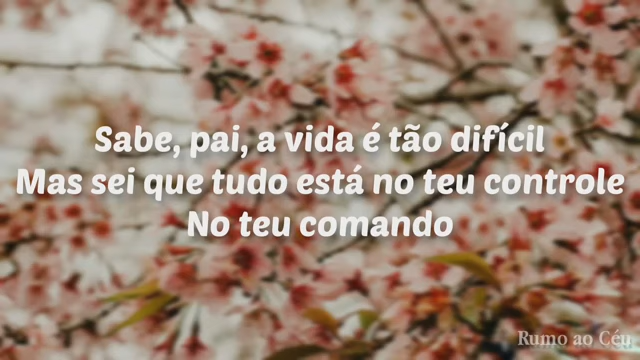 Sabe, pai, a vida é tão difícil
Mas sei que tudo está no teu controle
No teu comando
Rumo ao Céu